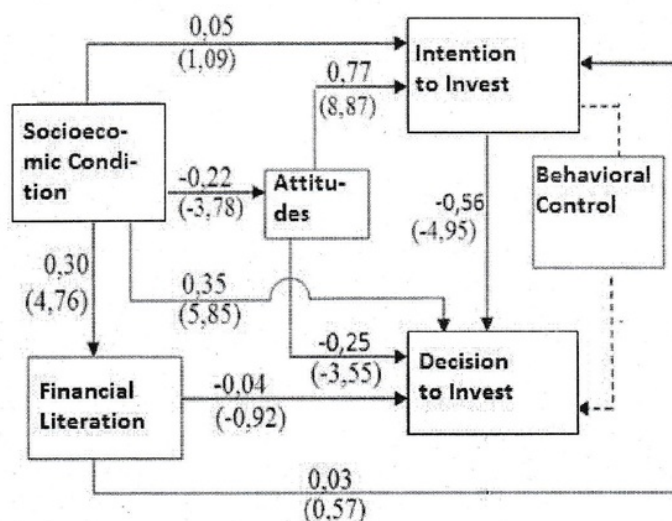 0,05
(1,09)
Intention
to Invest
0,77
(8,87)
Socioeco-
mic Condi-
tion
-0,22
(-3,78)
Attitu-
des
-0,56
(-4,95)
Behavioral
Control
0,30
(4,76)
0,35
(5,85)
-0,25
(-3,55)
Decision
to Invest
Financial
Literation
-0,04
(-0,92)
0,03
(0,57)